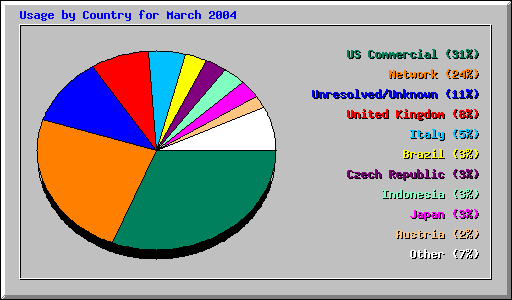 Usage by Country for March 2004
US Commercial (31%)
Network (24%)
Unresolved/Unknown (11%)
United Kingdom (8%)
Italy (5%)
Brazil (3%)
Czech Republic (3%)
Indonesia (3%)
Japan (3%)
Austria (2%)
Other (7%)